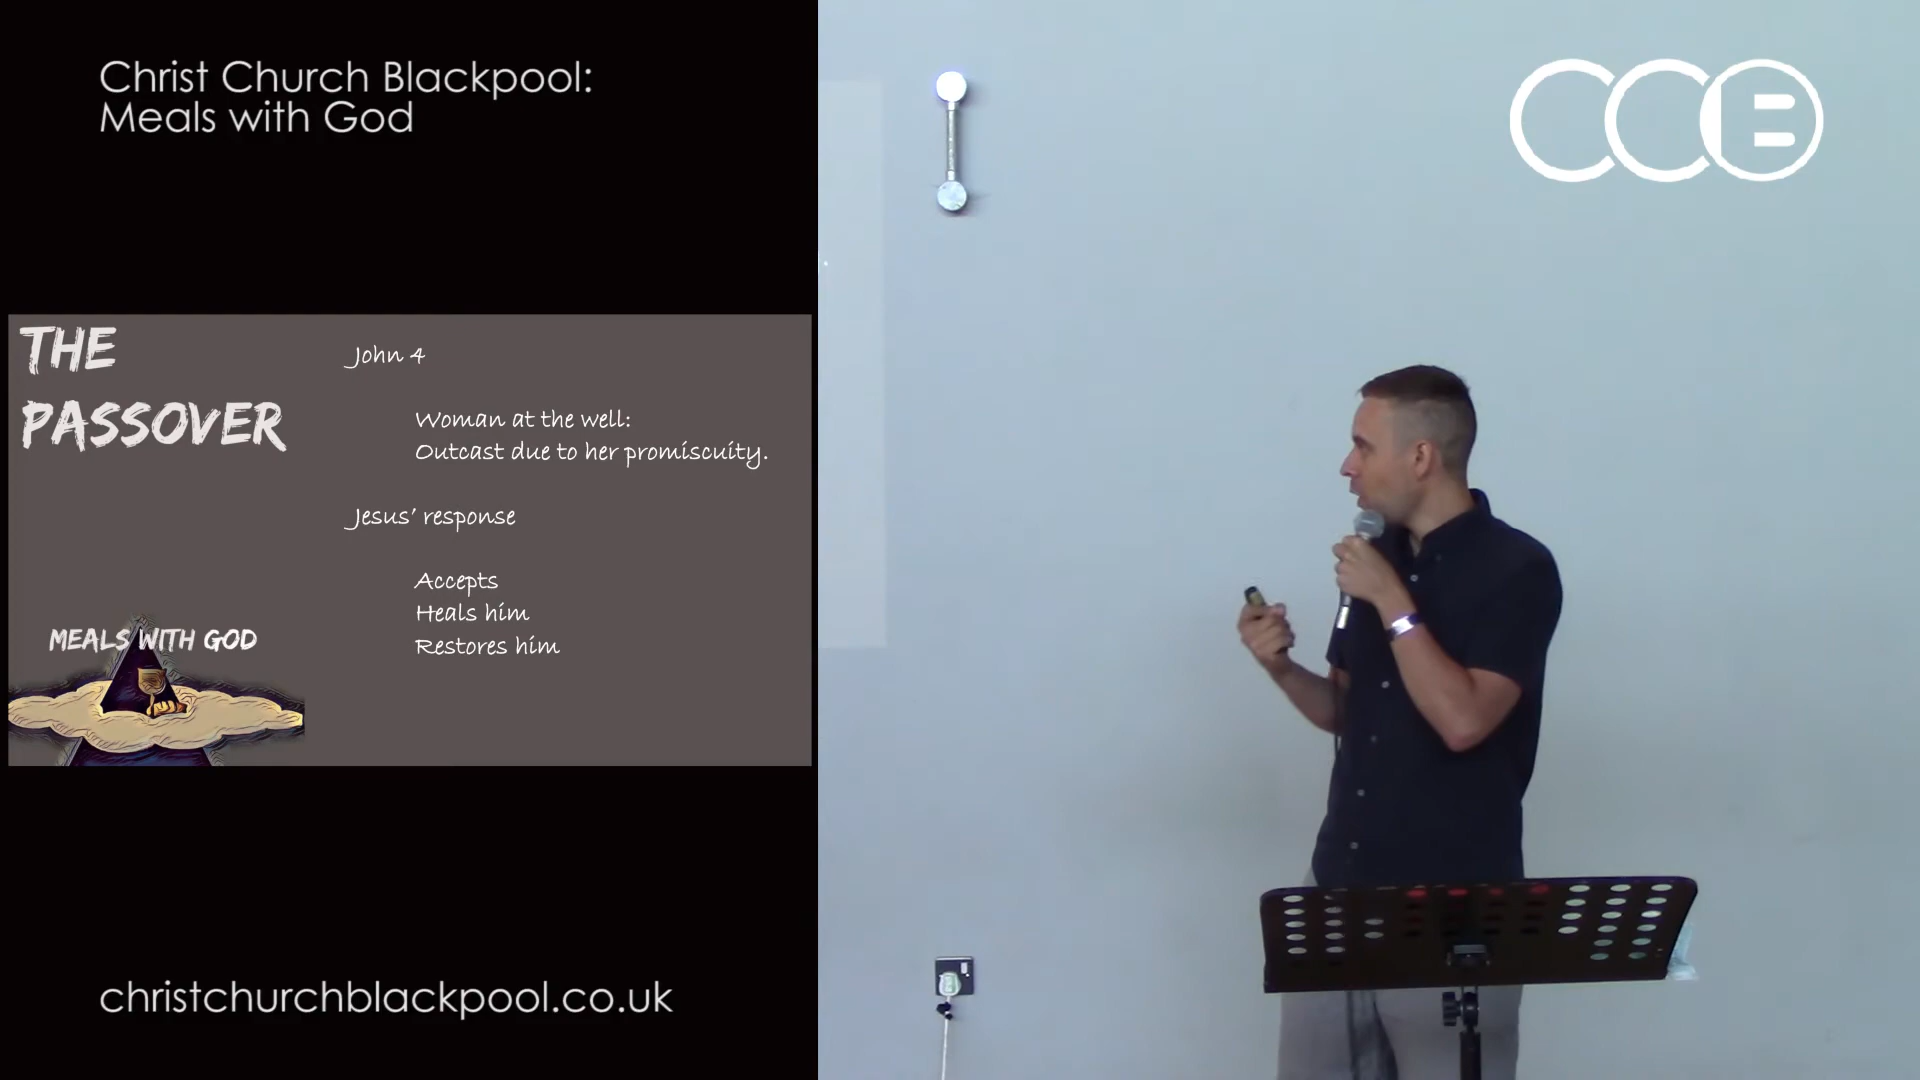 Christ Church Blackpool:
Meals with God
CCB
THE
PASSOVER
John 4
Woman at the well:
Outcast due to her promiscuity.
Jesus’ response
Accepts
Heals him
Restores him
MEALS WITH GOD
christchurchblackpool.co.uk